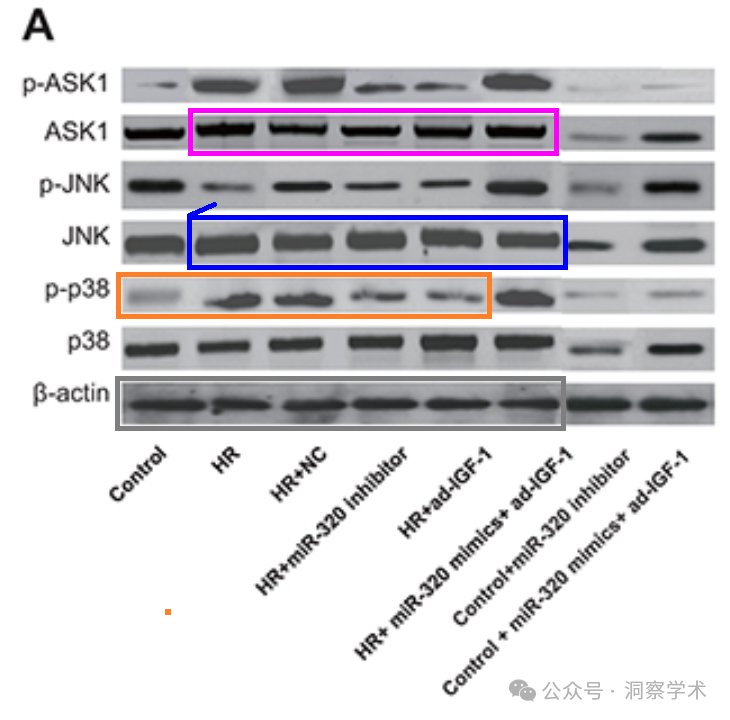 A
p-ASK1
ASK1
p-JNK
JNK
p-p38
p38
β-actin
Control
HR
HR+NC
HR+miR-320 inhibitor
HR+ad-IGF-1
HR+ miR-320 mimics+ ad-IGF-1
Control+miR-320 inhibitor
Control + miR-320 mimics+ ad-IGF-1
公众号 · 洞察学术